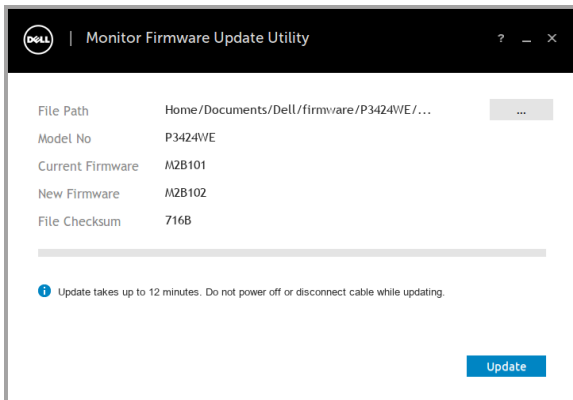 DELL | Monitor Firmware Update Utility ? _ ×
File Path Home/Documents/Dell/firmware/P3424WE/... ...
Model No P3424WE
Current Firmware M2B101
New Firmware M2B102
File Checksum 716B
i Update takes up to 12 minutes. Do not power off or disconnect cable while updating.
Update